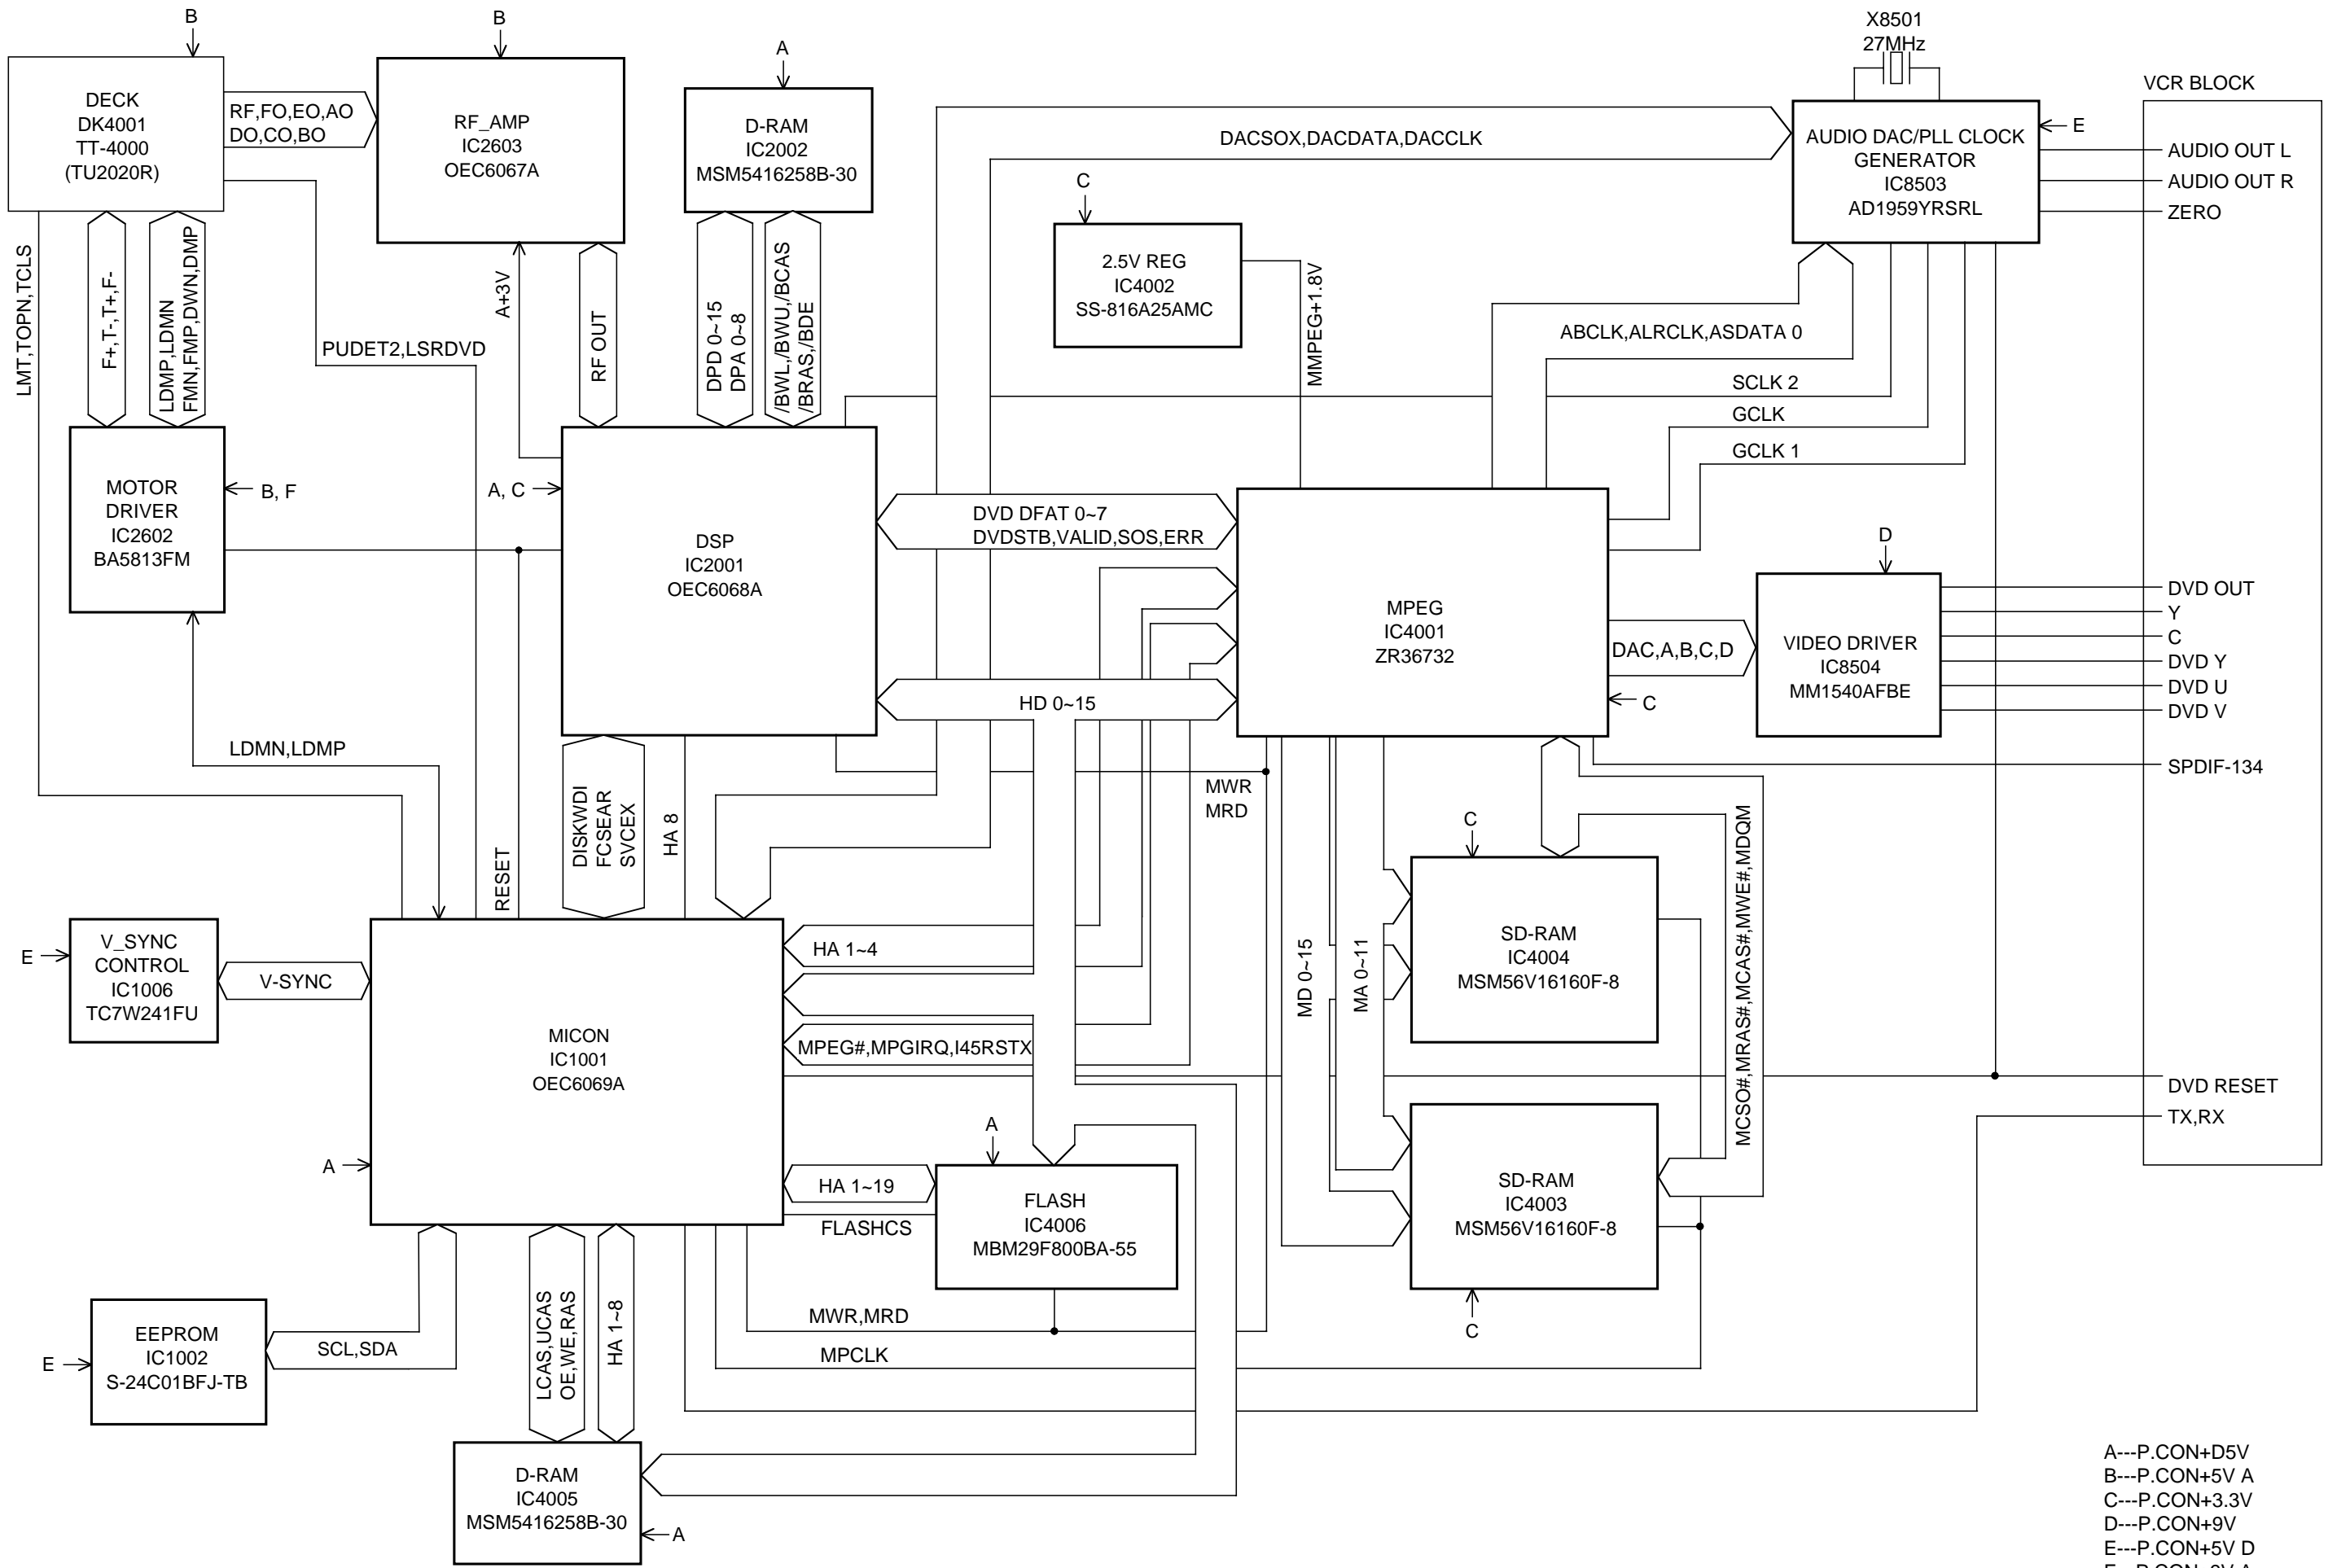 B
B
A
X8501
27MHz
VCR BLOCK
DECK
DK4001
TT-4000
(TU2020R)
RF,FO,EO,AO
DO,CO,BO
RF_AMP
IC2603
OEC6067A
D-RAM
IC2002
MSM5416258B-30
DACSOX,DACDATA,DACCLK
AUDIO DAC/PLL CLOCK
GENERATOR
IC8503
AD1959YRSRL
E
AUDIO OUT L
AUDIO OUT R
ZERO
C
2.5V REG
IC4002
SS-816A25AMC
MMPEG+1.8V
LMT,TOPN,TCLS
F+,T-,T+,F-
LDMP,LDMN
FMN,FMP,DWN,DMP
PUDET2,LSRDVD
A+3V
RF OUT
DPD 0~15
DPA 0~8
/BWL,/BWU,/BCAS
/BRAS,/BDE
ABCLK,ALRCLK,ASDATA 0
SCLK 2
GCLK
GCLK 1
MOTOR
DRIVER
IC2602
BA5813FM
B, F
A, C
DSP
IC2001
OEC6068A
DVD DFAT 0~7
DVDSTB,VALID,SOS,ERR
MPEG
IC4001
ZR36732
C
DAC,A,B,C,D
D
VIDEO DRIVER
IC8504
MM1540AFBE
DVD OUT
Y
C
DVD Y
DVD U
DVD V
SPDIF-134
HD 0~15
LDMN,LDMP
RESET
DISKWDI
FCSEAR
SVCEX
HA 8
MWR
MRD
C
SD-RAM
IC4004
MSM56V16160F-8
MD 0~15
MA 0~11
MCSO#,MRAS#,MCAS#,MWE#,MDQM
E
V_SYNC
CONTROL
IC1006
TC7W241FU
V-SYNC
HA 1~4
MICON
IC1001
OEC6069A
MPEG#,MPGIRQ,I45RSTX
DVD RESET
TX,RX
A
A
HA 1~19
FLASHCS
FLASH
IC4006
MBM29F800BA-55
SD-RAM
IC4003
MSM56V16160F-8
C
E
EEPROM
IC1002
S-24C01BFJ-TB
SCL,SDA
LCAS,UCAS
OE,WE,RAS
HA 1~8
MWR,MRD
MPCLK
D-RAM
IC4005
MSM5416258B-30
A
A---P.CON+D5V
B---P.CON+5V A
C---P.CON+3.3V
D---P.CON+9V
E---P.CON+5V D